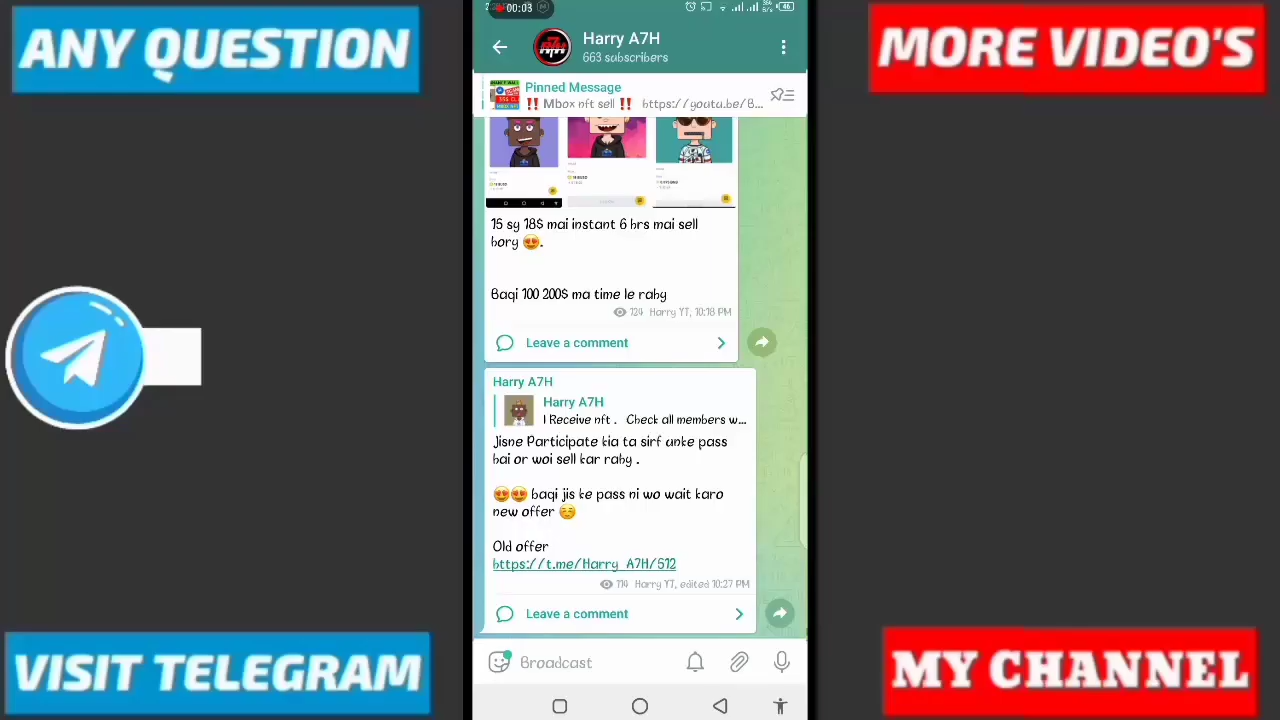 ANY QUESTION
MORE VIDEO'S
00:03
46
Harry A7H
663 subscribers
Pinned Message
‼️ Mbox nft sell ‼️ https://youtu.be/B...
15 sy 18$ mai instant 6 hrs mai sell
hory 😍.
Baqi 100 200$ ma time le rahy
124 Harry YT, 10:18 PM
Leave a comment
Harry A7H
Harry A7H
I Receive nft . Check all members w...
Jisne Participate kia ta sirf unke pass
hai or woi sell kar rahy .
😍😍 baqi jis ke pass ni wo wait karo
new offer ☺️
Old offer
https://t.me/Harry_A7H/512
114 Harry YT, edited 10:27 PM
Leave a comment
Broadcast
VISIT TELEGRAM
MY CHANNEL